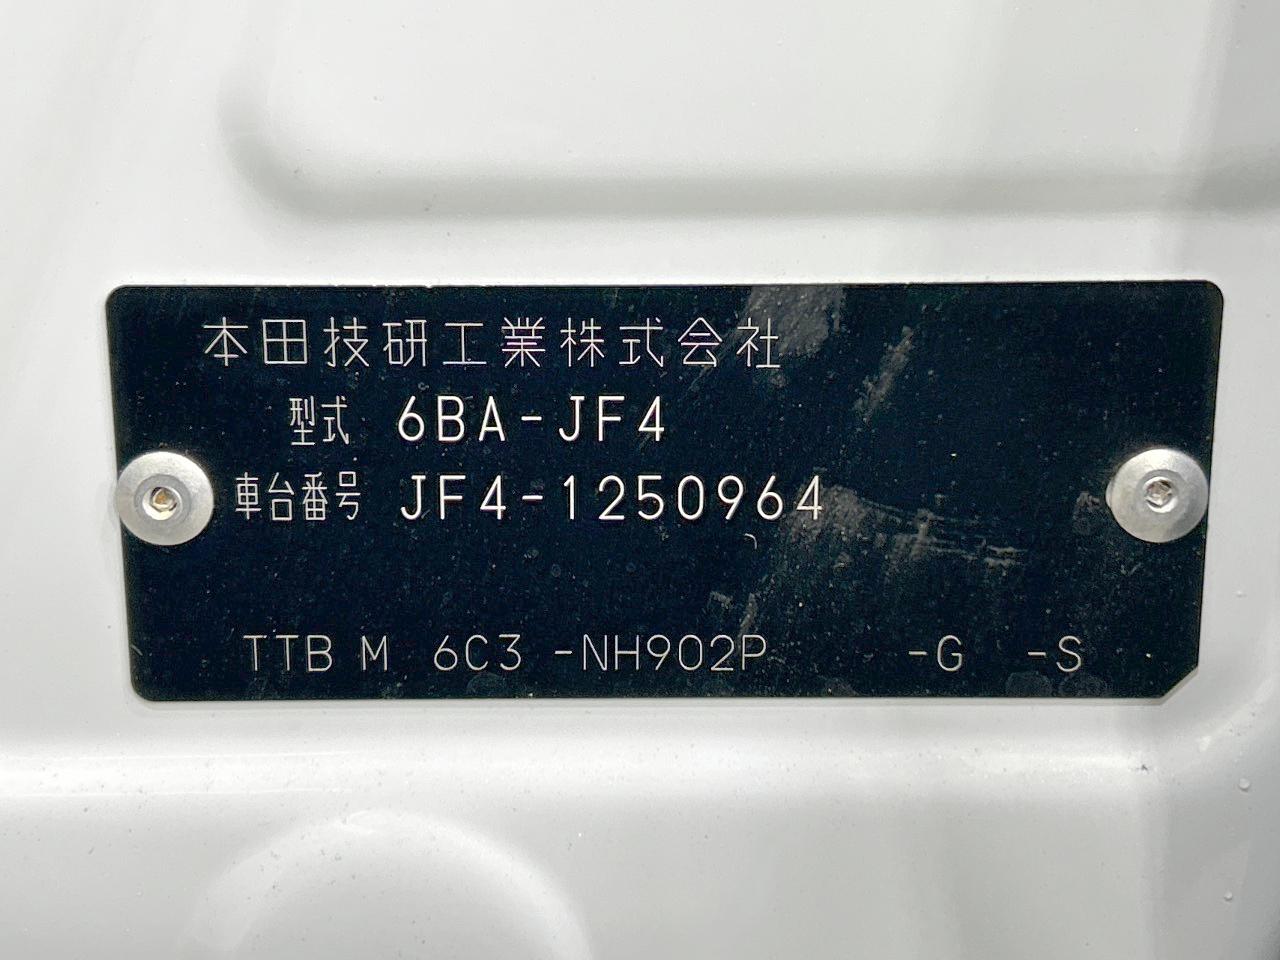 本田技研工業株式会社
型式 6BA-JF4
車台番号 JF4-1250964
TTB M 6C3 -NH902P -G -S